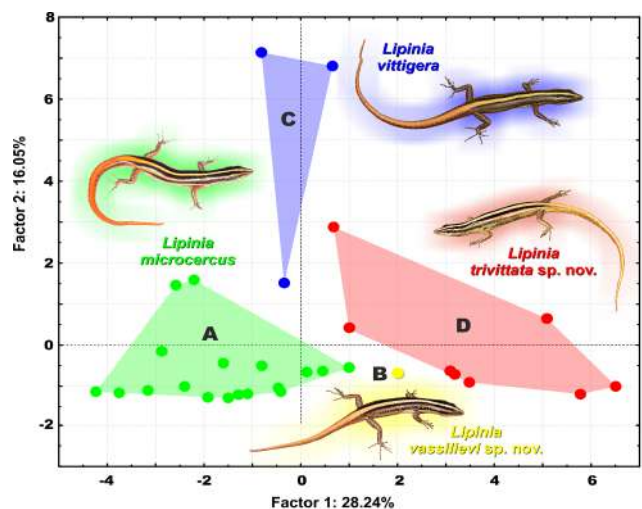 8
6
4
2
0
-2
Factor 2: 16.05%
Lipinia
vittigera
C
Lipinia
microcercus
Lipinia
trivittata sp. nov.
A
D
B
Lipinia
vassilievi sp. nov.
-4 -2 0 2 4 6
Factor 1: 28.24%